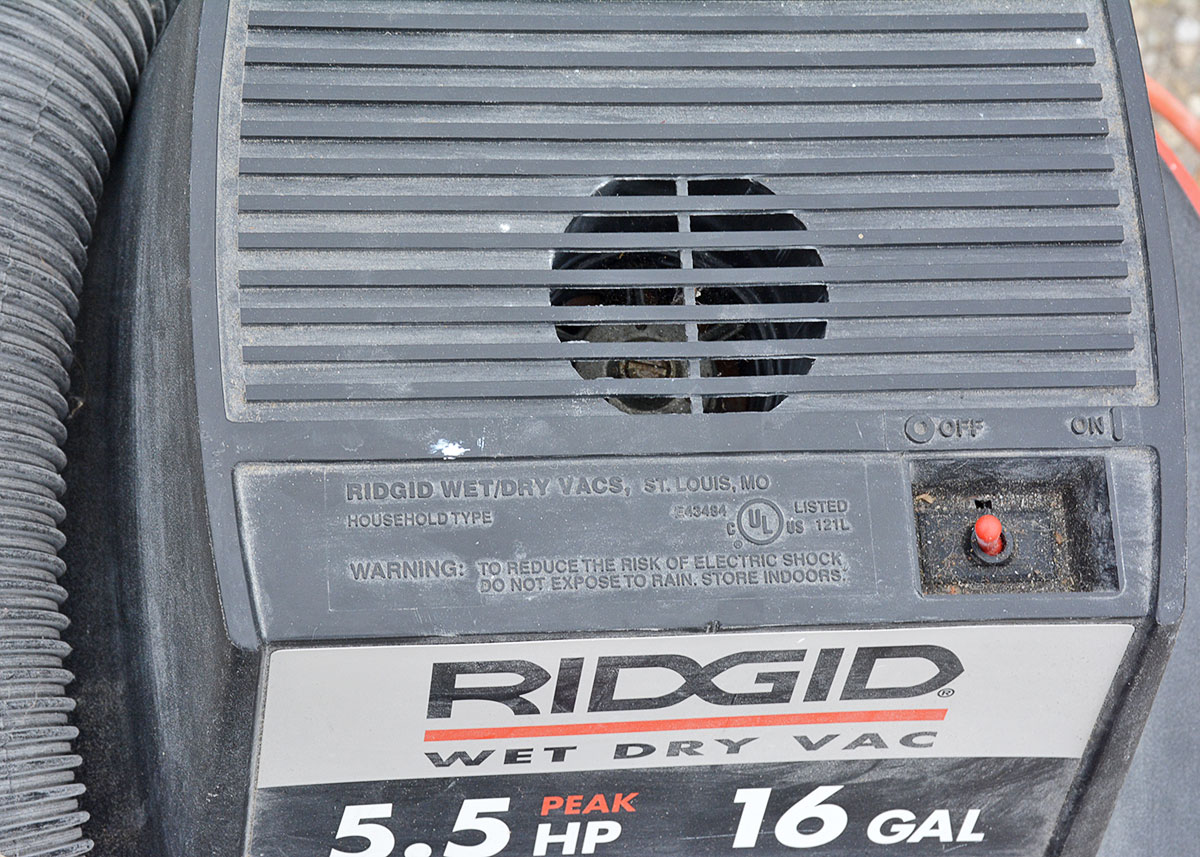 OFF ON
RIDGID WET/DRY VACS, ST. LOUIS, MO
HOUSEHOLD TYPE
E43484 C UL US LISTED 121L
®
WARNING: TO REDUCE THE RISK OF ELECTRIC SHOCK
DO NOT EXPOSE TO RAIN. STORE INDOORS.
RIDGID®
WET DRY VAC
5.5 PEAK HP 16 GAL